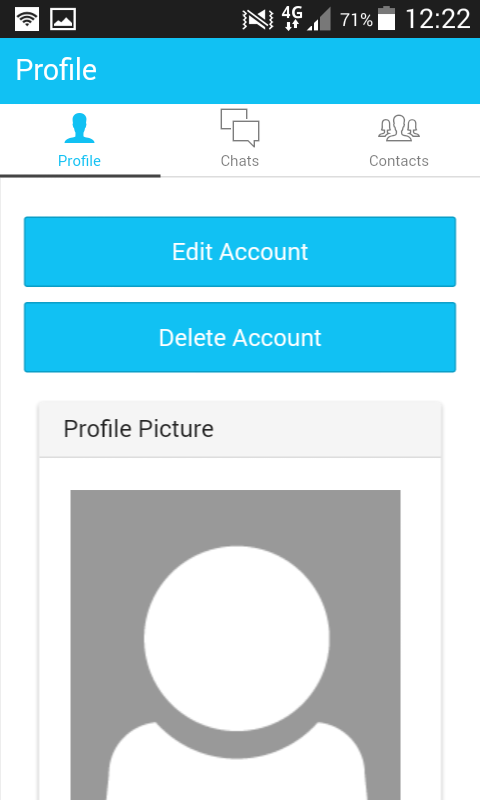 4G 71% 12:22
Profile
Profile Chats Contacts
Edit Account
Delete Account
Profile Picture